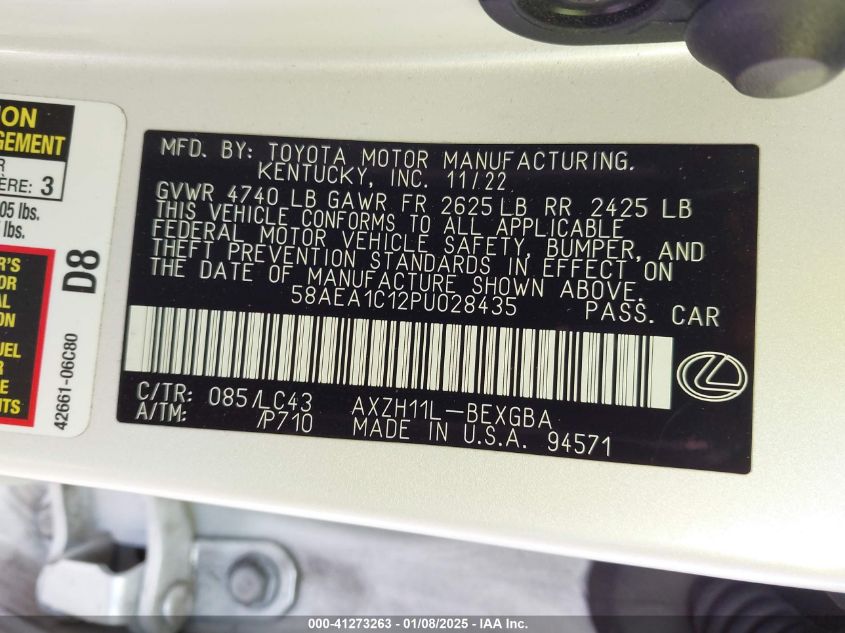 ION
GEMENT
R
ÈRE: 3
05 lbs.
lbs.
R'S
OR
AL
ON
UEL
R
NTS
D8
42661-06C80
MFD. BY: TOYOTA MOTOR MANUFACTURING.
KENTUCKY, INC. 11/22
GVWR 4740 LB GAWR FR 2625 LB RR 2425 LB
THIS VEHICLE CONFORMS TO ALL APPLICABLE
FEDERAL MOTOR VEHICLE SAFETY, BUMPER, AND
THEFT PREVENTION STANDARDS IN EFFECT ON
THE DATE OF MANUFACTURE SHOWN ABOVE.
58AEA1C12PU028435 PASS. CAR
C/TR: 085/LC43 AXZH11L-BEXGBA
A/TM: /P710 MADE IN U.S.A. 94571
000-41273263 - 01/08/2025 - IAA Inc.